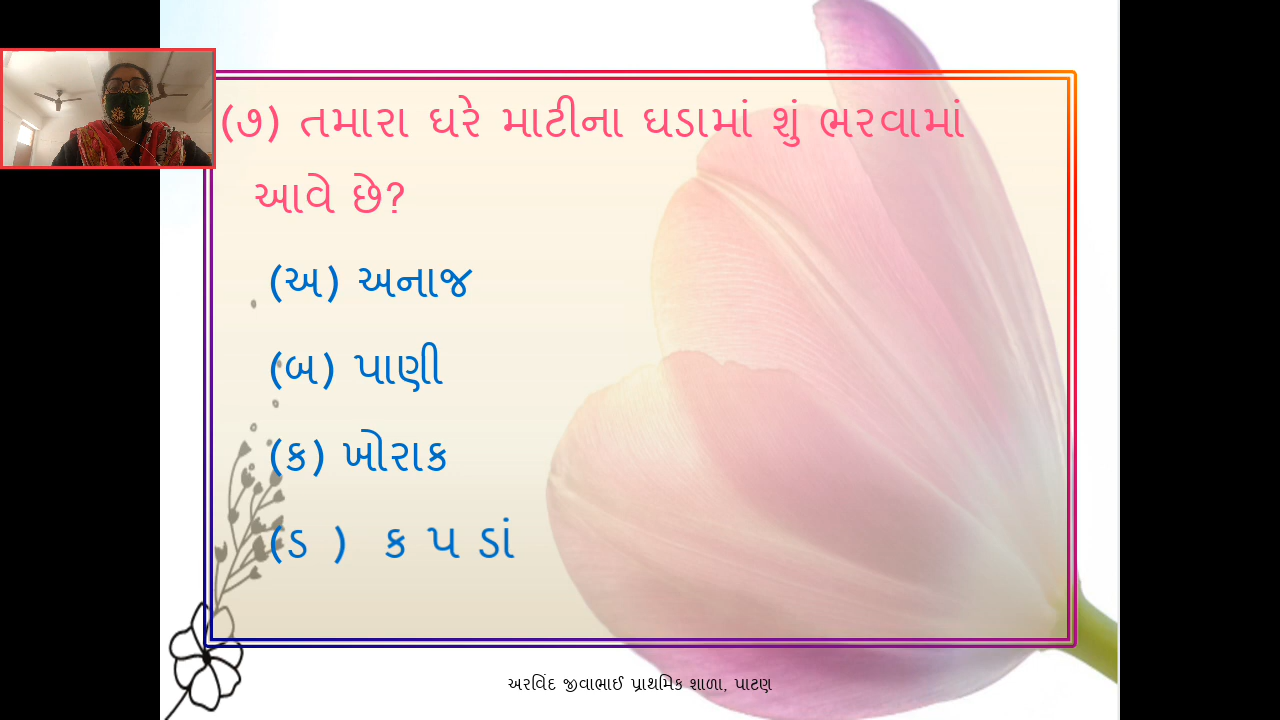 (૭) તમારા ઘરે માટીના ઘડામાં શું ભરવામાં
આવે છે?
(અ) અનાજ
(બ) પાણી
(ક) ખોરાક
(ડ ) ક પ ડાં
અરવિંદ જીવાભાઈ પ્રાથમિક શાળા, પાટણ